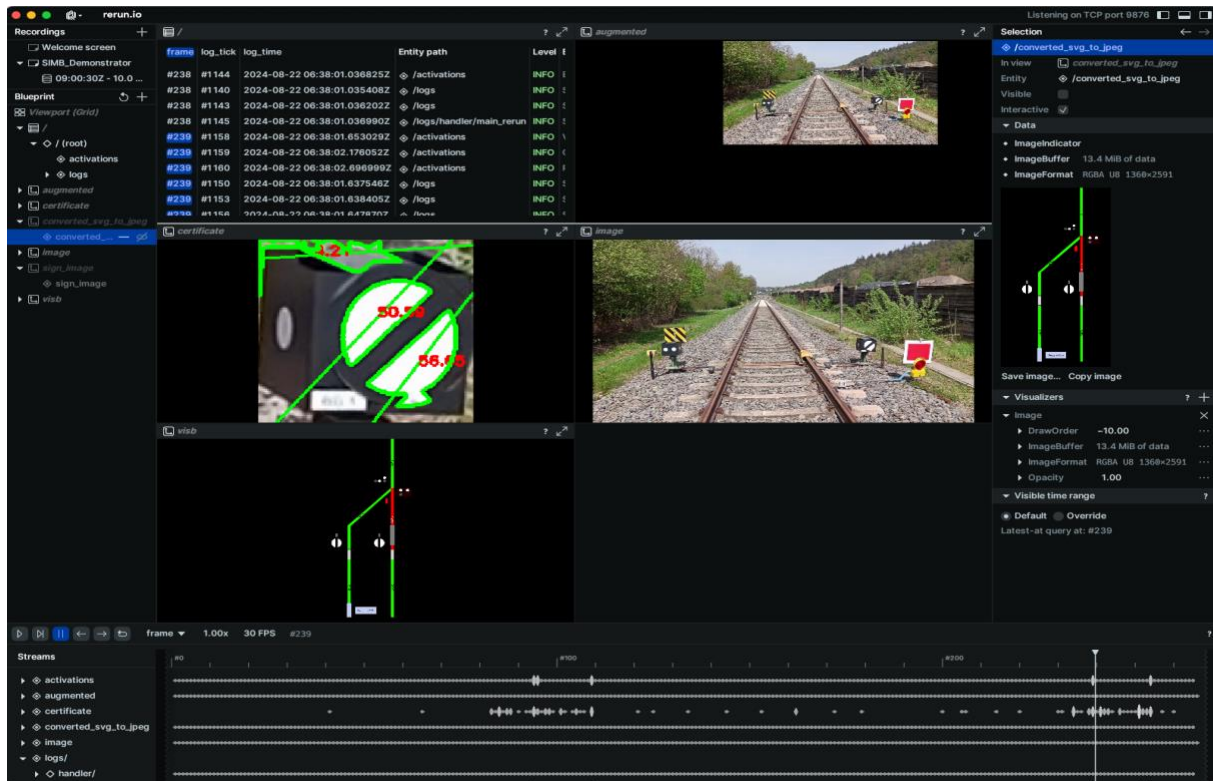 rerun.io
Listening on TCP port 9876
Recordings
Welcome screen
SIMB_Demonstrator
09:00:30Z - 10.0 ...
Blueprint
Viewport (Grid)
/
/ (root)
activations
logs
augmented
certificate
converted_svg_to_jpeg
converted_...
image
sign_image
sign_image
visb
/ ?
frame log_tick log_time Entity path Level
#238 #1144 2024-08-22 06:38:01.036825Z /activations INFO
#238 #1140 2024-08-22 06:38:01.035408Z /logs INFO
#238 #1143 2024-08-22 06:38:01.036202Z /logs INFO
#238 #1145 2024-08-22 06:38:01.036990Z /logs/handler/main_rerun INFO
#239 #1158 2024-08-22 06:38:01.653029Z /activations INFO
#239 #1159 2024-08-22 06:38:02.176052Z /activations INFO
#239 #1160 2024-08-22 06:38:02.696999Z /activations INFO
#239 #1150 2024-08-22 06:38:01.637546Z /logs INFO
#239 #1153 2024-08-22 06:38:01.638405Z /logs INFO
#239 #1156 2024-08-22 06:38:01.647870Z /logs INFO
augmented ?
certificate ?
50.59
56.65
image ?
visb ?
Selection
/converted_svg_to_jpeg
In view converted_svg_to_jpeg
Entity /converted_svg_to_jpeg
Visible
Interactive
Data
ImageIndicator
ImageBuffer 13.4 MiB of data
ImageFormat RGBA U8 1360×2591
Save image... Copy image
Visualizers ?
Image
DrawOrder -10.00
ImageBuffer 13.4 MiB of data
ImageFormat RGBA U8 1360×2591
Opacity 1.00
Visible time range ?
Default Override
Latest-at query at: #239
frame 1.00x 30 FPS #239 ?
Streams
#0 #100 #200
activations
augmented
certificate
converted_svg_to_jpeg
image
logs/
handler/